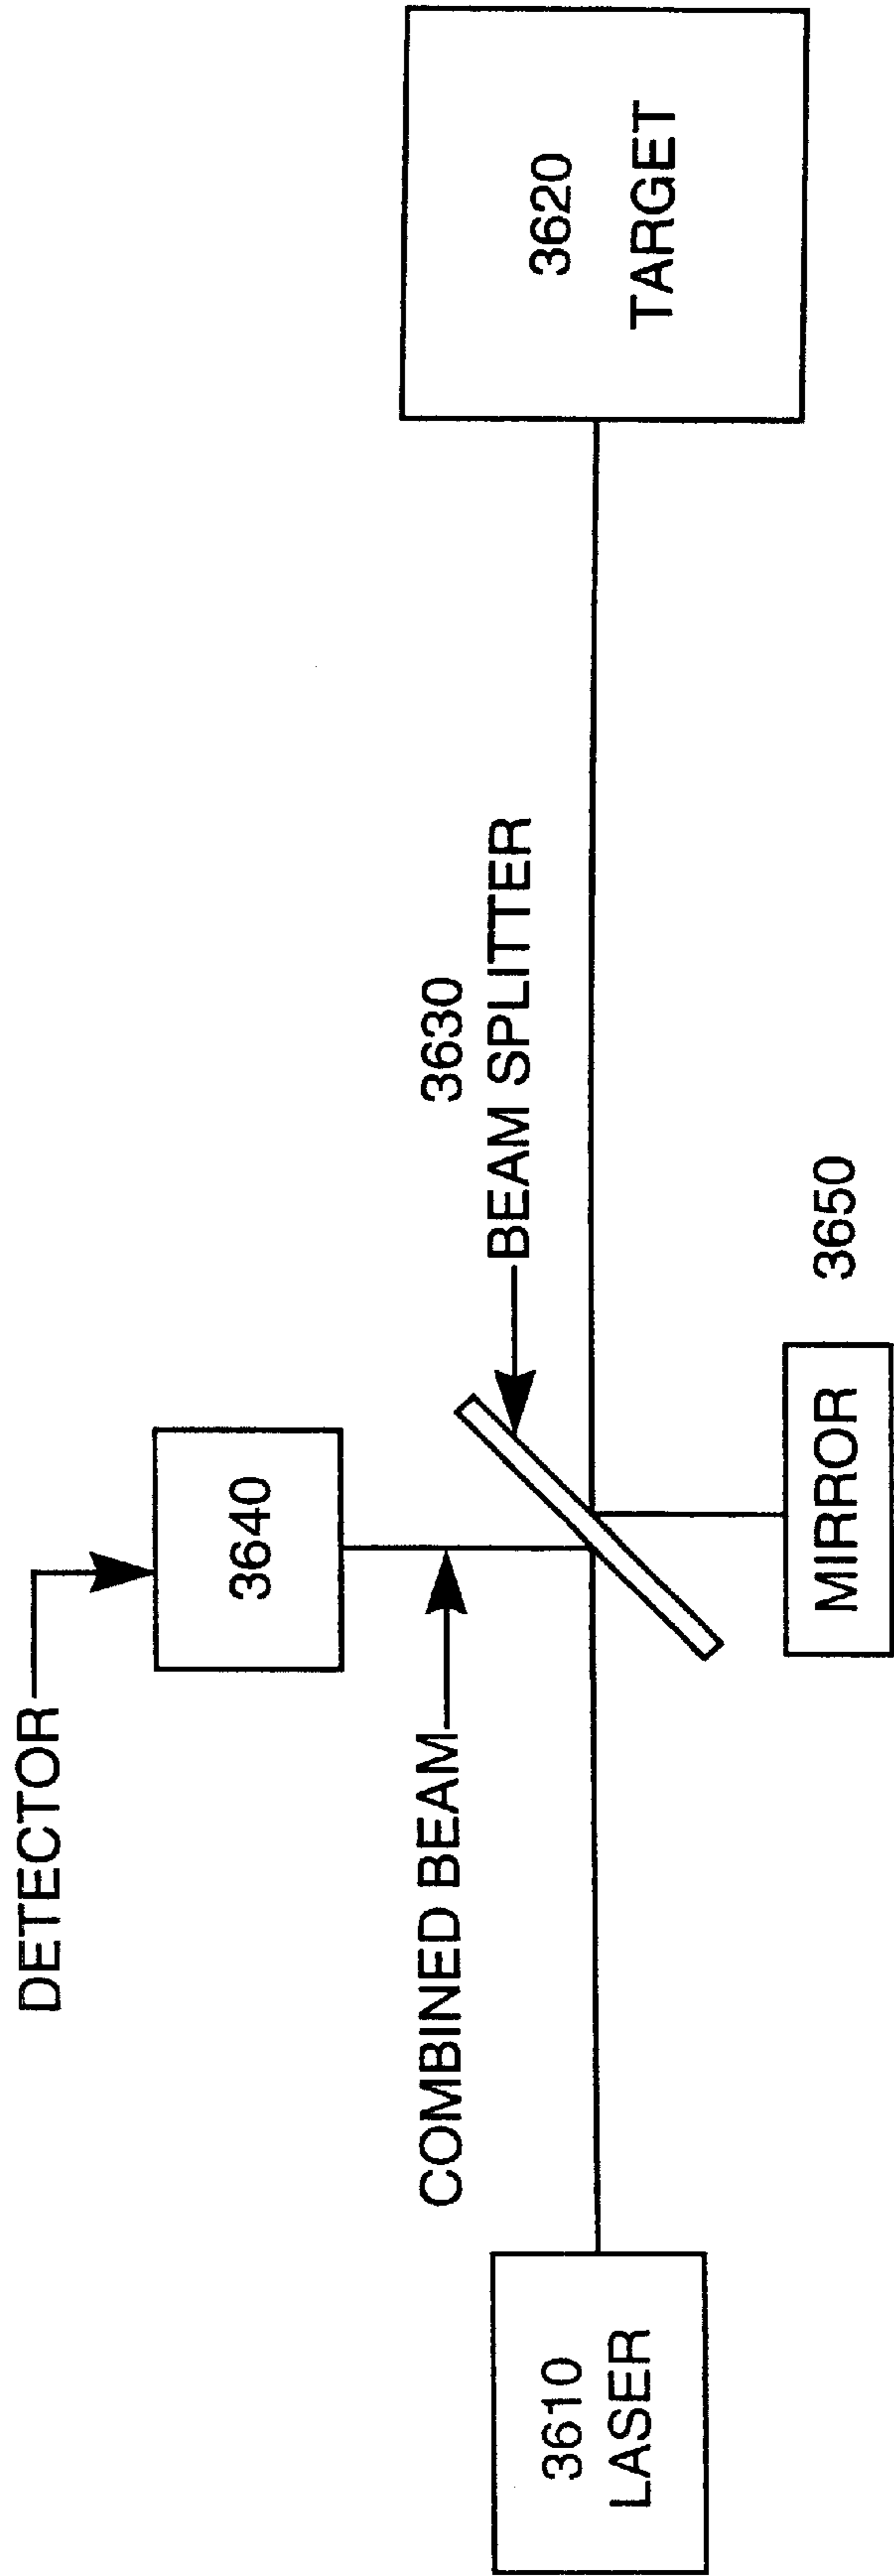 DETECTOR
3640
COMBINED BEAM
3630
BEAM SPLITTER
3610
LASER
3620
TARGET
MIRROR
3650